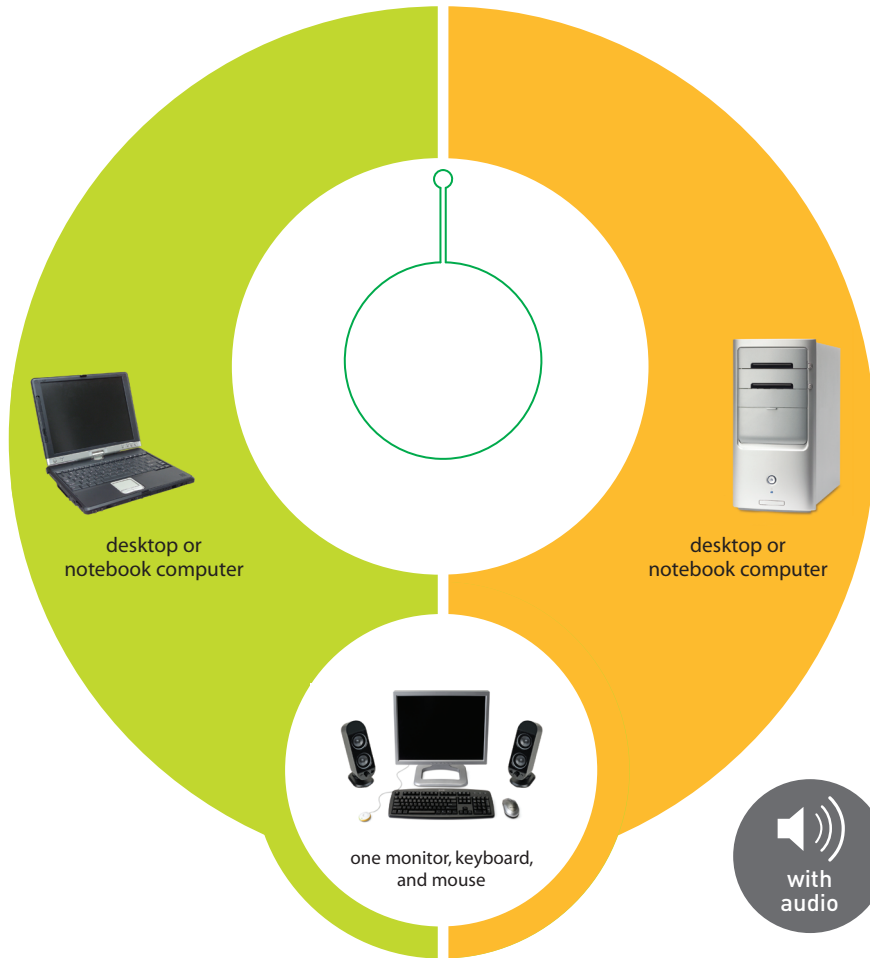 desktop or
notebook computer
desktop or
notebook computer
one monitor, keyboard,
and mouse
with
audio